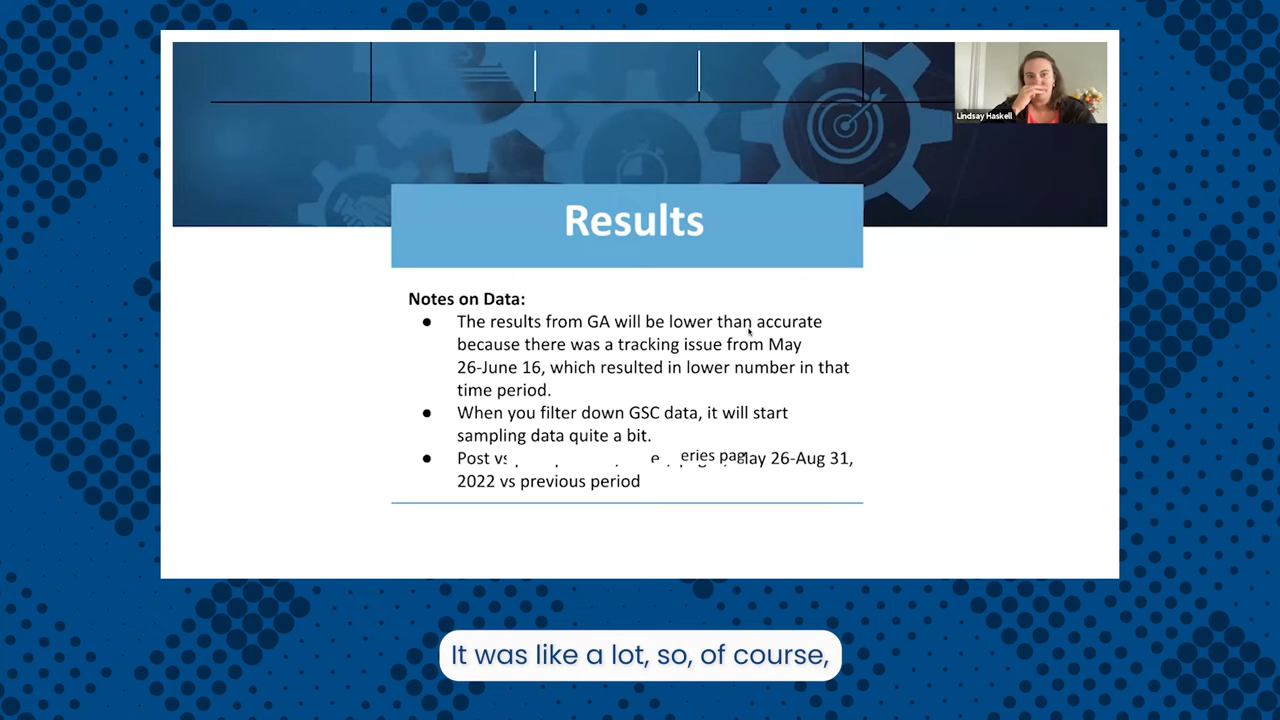 Lindsay Haskell
Results
Notes on Data:
● The results from GA will be lower than accurate
because there was a tracking issue from May
26-June 16, which resulted in lower number in that
time period.
● When you filter down GSC data, it will start
sampling data quite a bit.
● Post vs eries pag May 26-Aug 31,
2022 vs previous period
It was like a lot, so, of course,